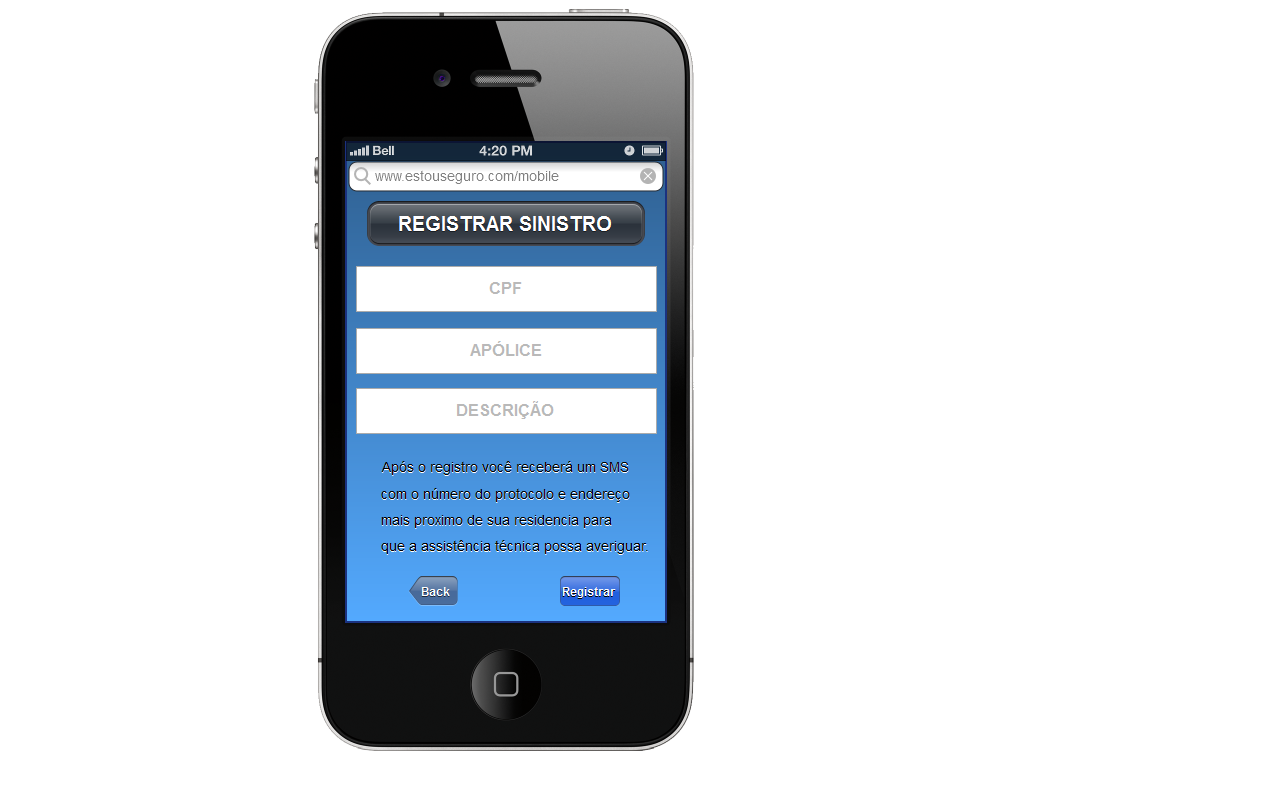 Bell 4:20 PM
www.estouseguro.com/mobile
REGISTRAR SINISTRO
CPF
APÓLICE
DESCRIÇÃO
Após o registro você receberá um SMS
com o número do protocolo e endereço
mais proximo de sua residencia para
que a assistência técnica possa averiguar.
Back Registrar